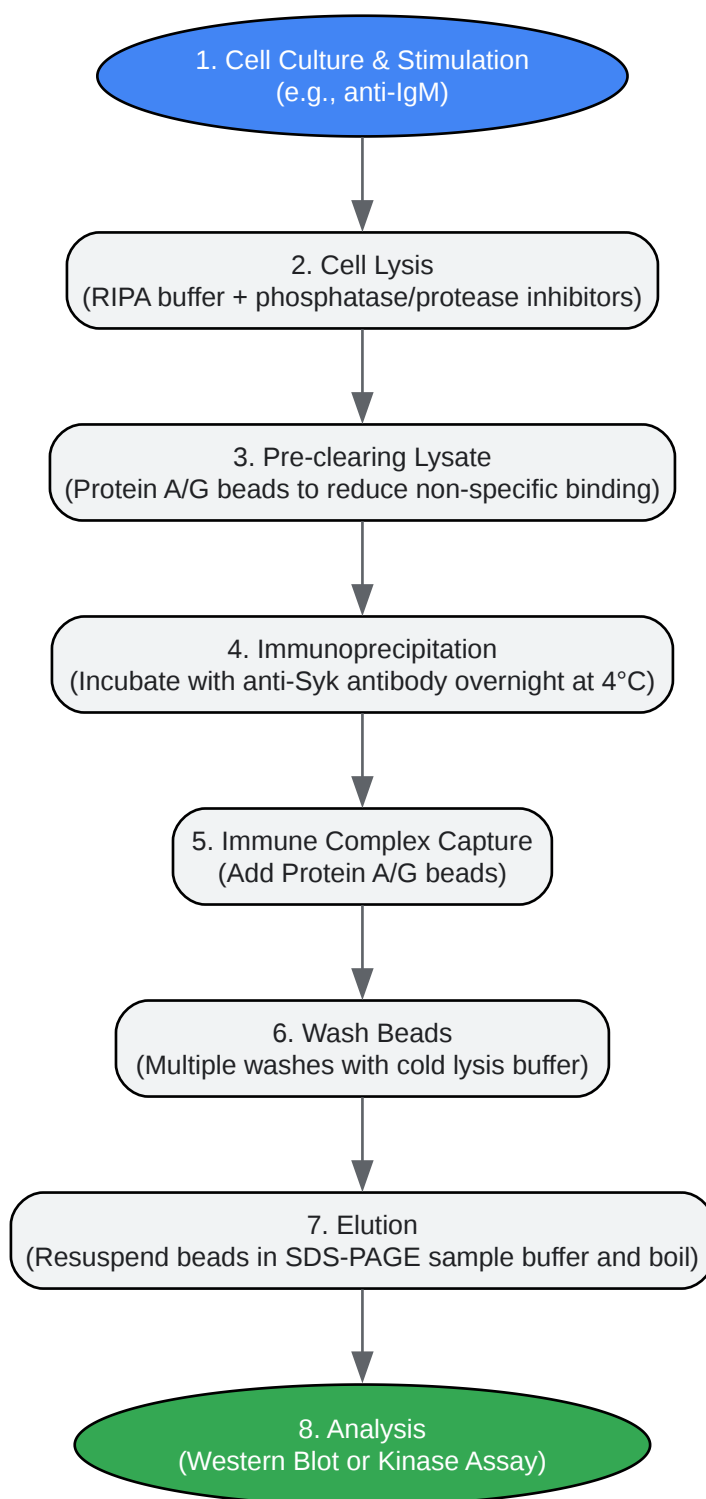 1. Cell Culture & Stimulation
(e.g., anti-IgM)
2. Cell Lysis
(RIPA buffer + phosphatase/protease inhibitors)
3. Pre-clearing Lysate
(Protein A/G beads to reduce non-specific binding)
4. Immunoprecipitation
(Incubate with anti-Syk antibody overnight at 4°C)
5. Immune Complex Capture
(Add Protein A/G beads)
6. Wash Beads
(Multiple washes with cold lysis buffer)
7. Elution
(Resuspend beads in SDS-PAGE sample buffer and boil)
8. Analysis
(Western Blot or Kinase Assay)